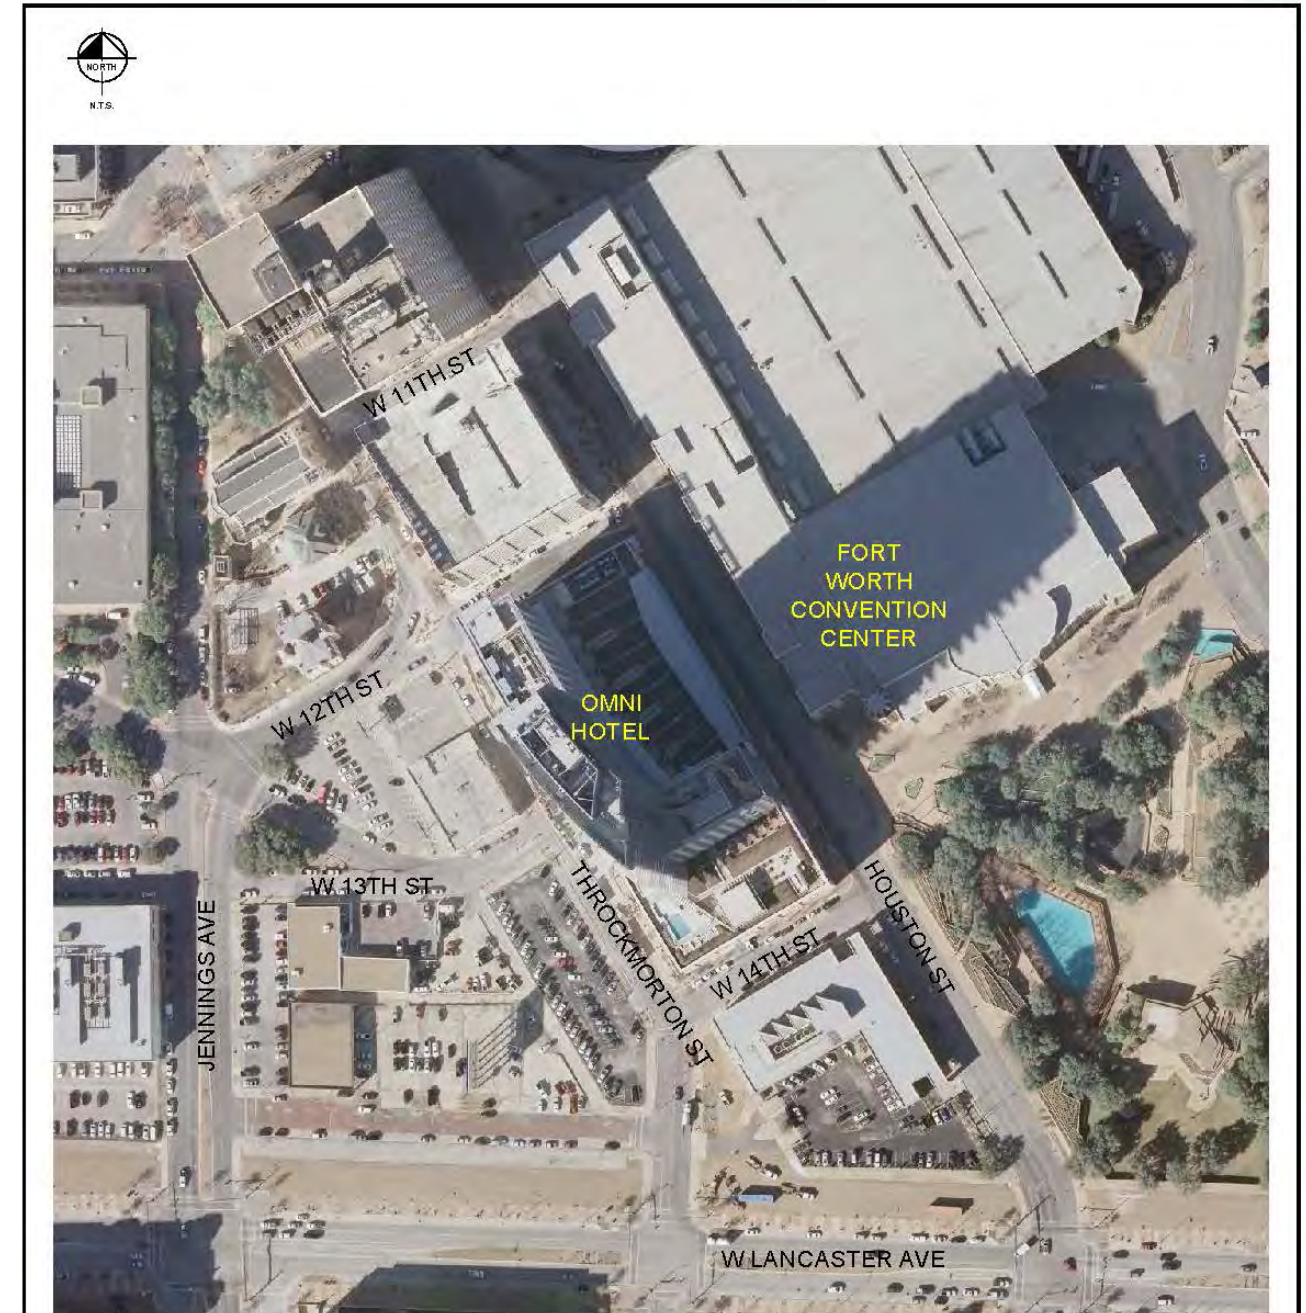 NORTH
N.T.S.
W 11TH ST
FORT
WORTH
CONVENTION
CENTER
OMNI
HOTEL
W 12TH ST
W 13TH ST
THROCKMORTON ST
HOUSTON ST
JENNINGS AVE
W 14TH ST
W LANCASTER AVE